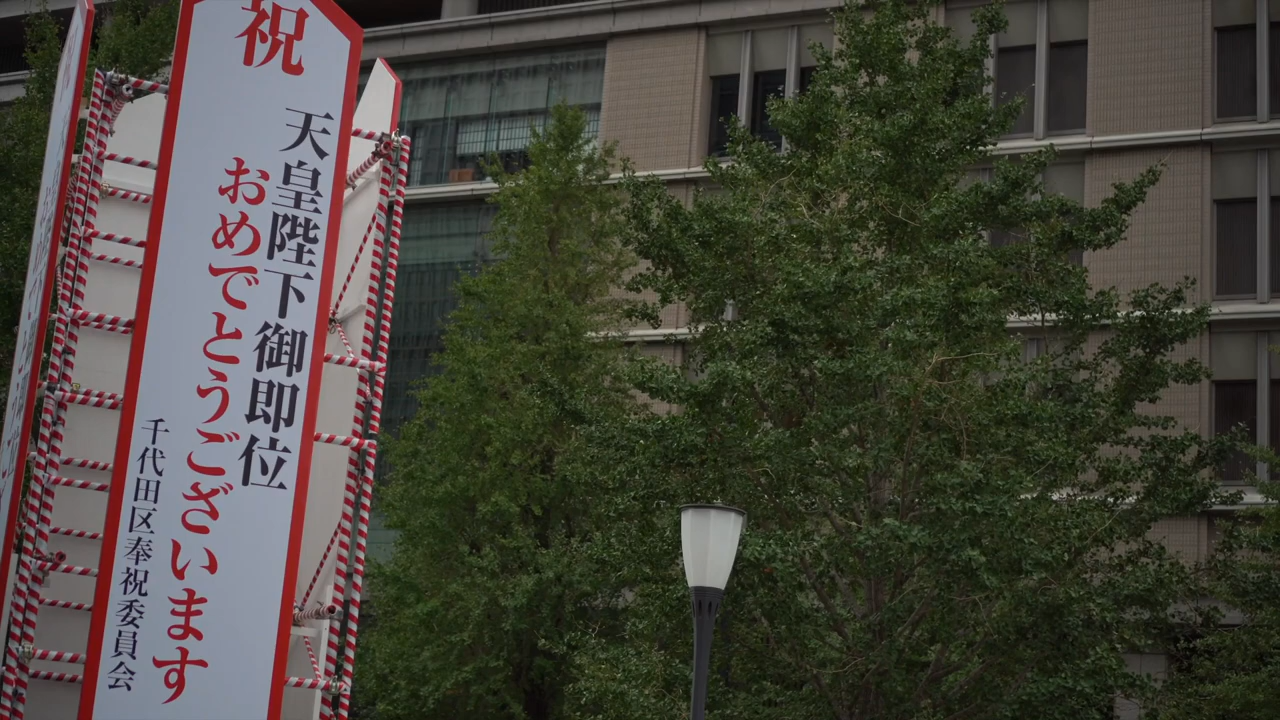 祝
天皇陛下御即位
おめでとうございます
千代田区奉祝委員会